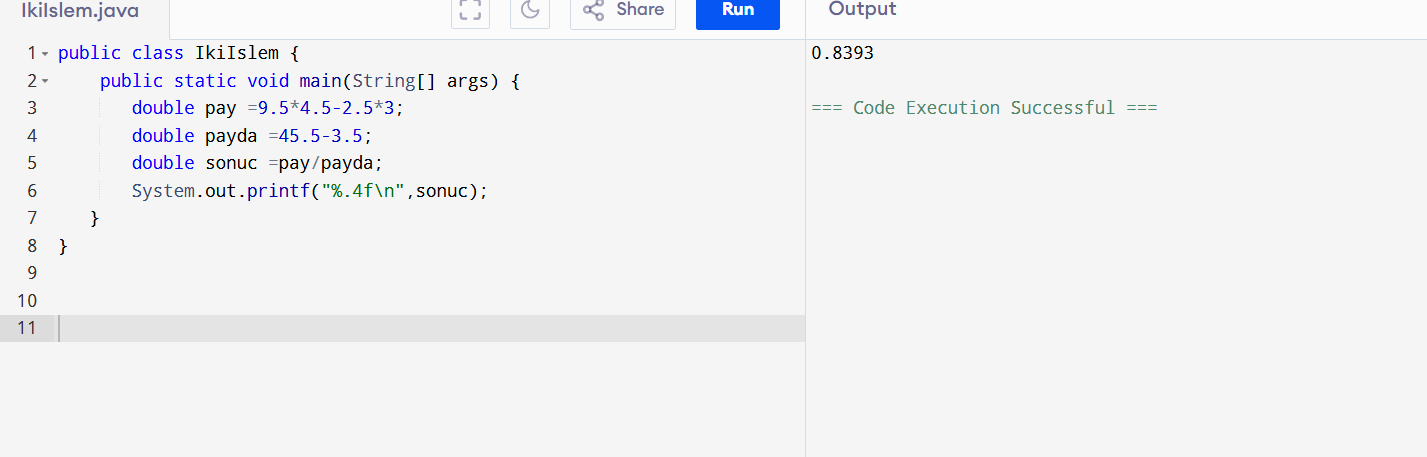 IkiIslem.java
Share
Run
Output
1 public class IkiIslem {
2 public static void main(String[] args) {
3 double pay =9.5*4.5-2.5*3;
4 double payda =45.5-3.5;
5 double sonuc =pay/payda;
6 System.out.printf("%.4f\n",sonuc);
7 }
8 }
9
10
11
0.8393
=== Code Execution Successful ===